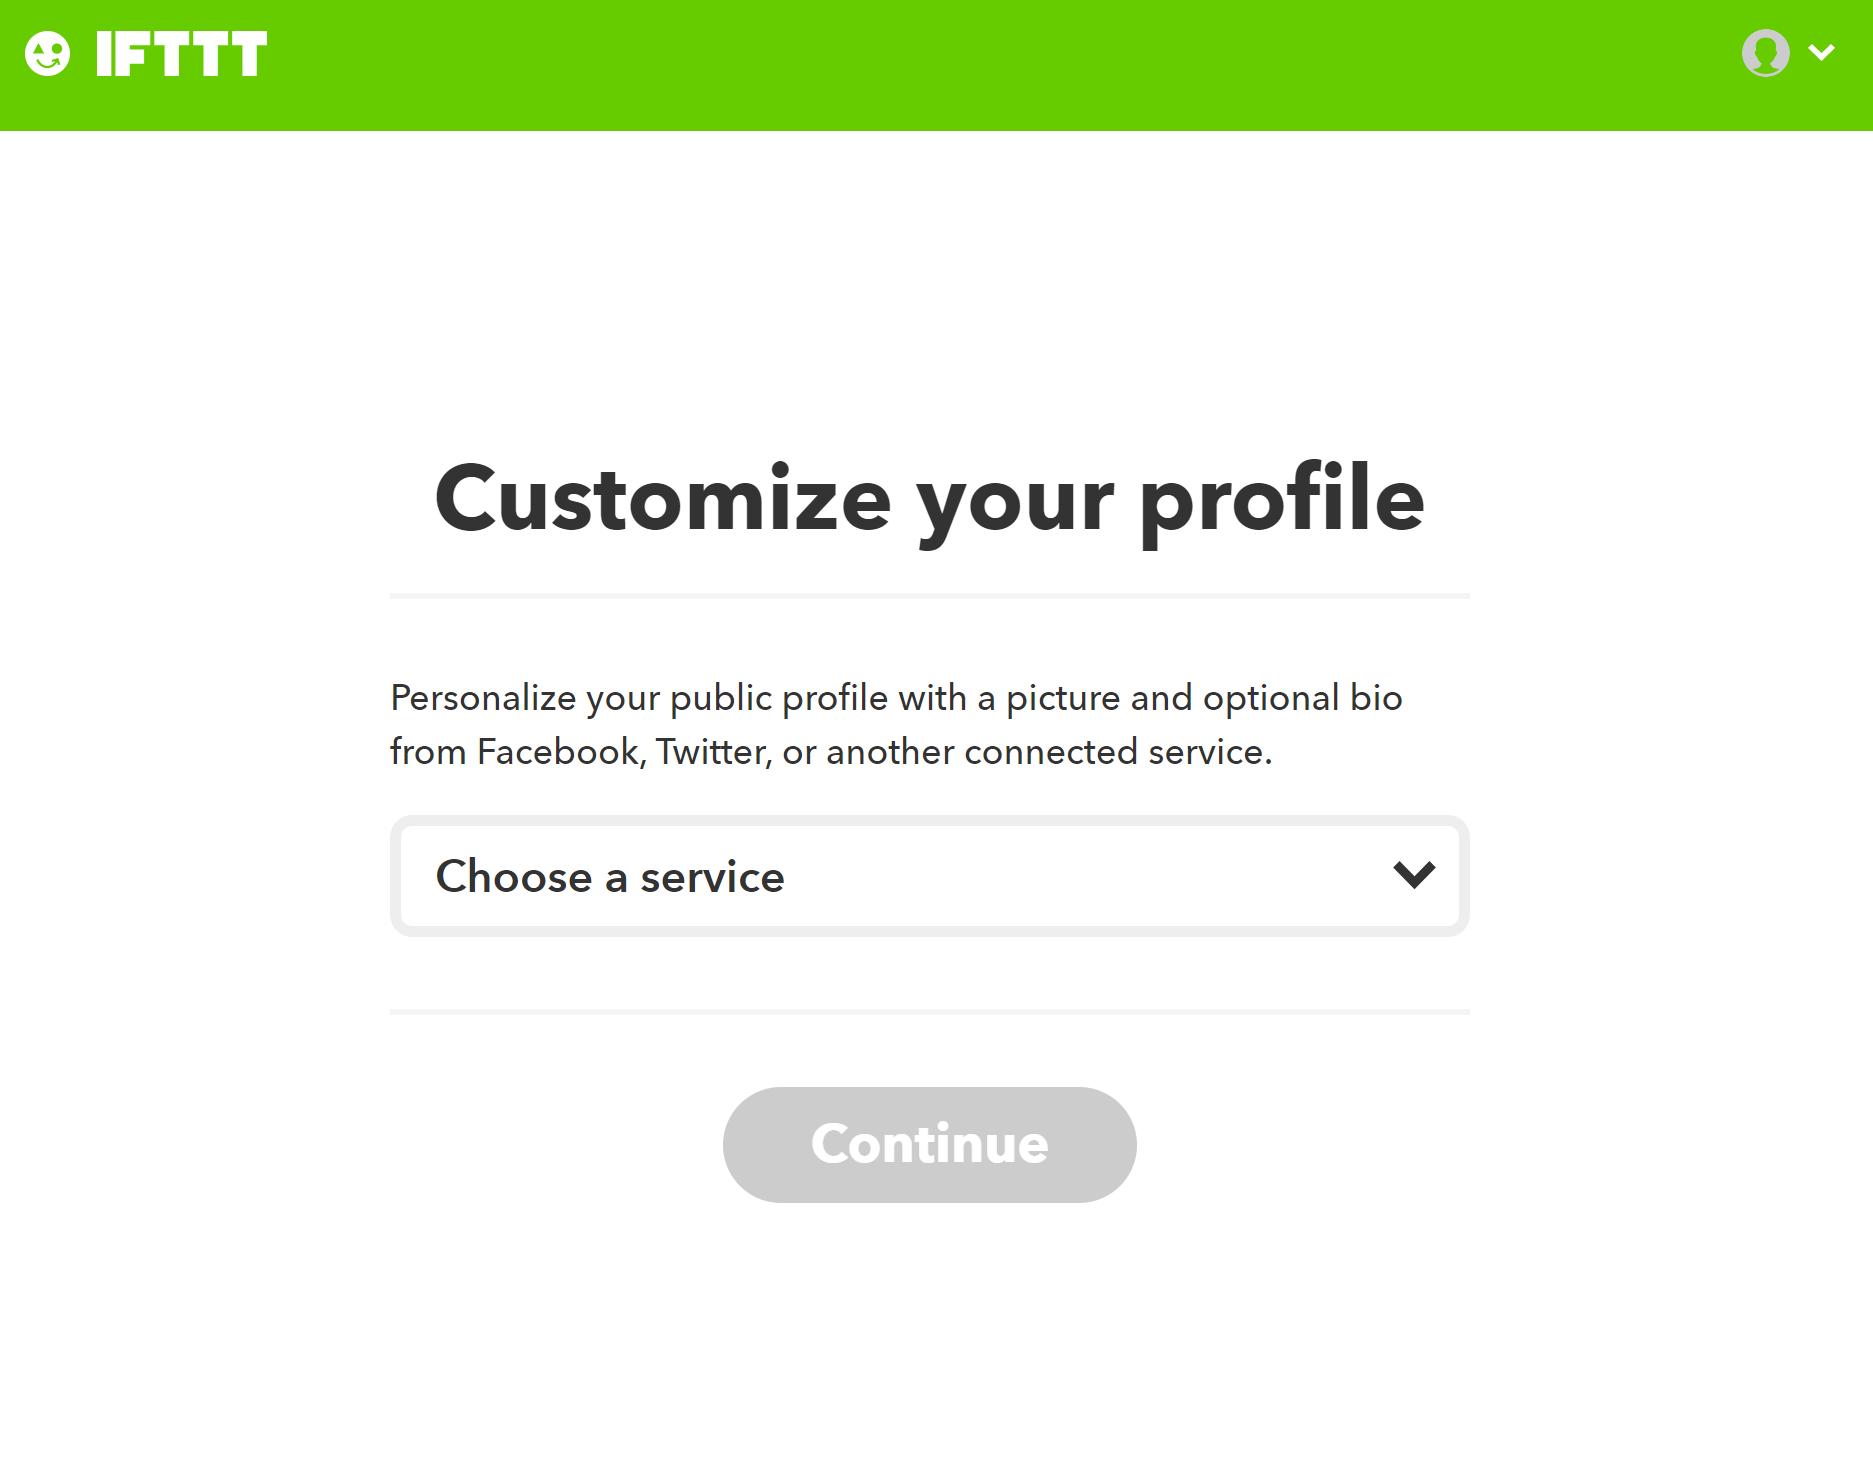 IFTTT
Customize your profile
Personalize your public profile with a picture and optional bio
from Facebook, Twitter, or another connected service.
Choose a service
Continue